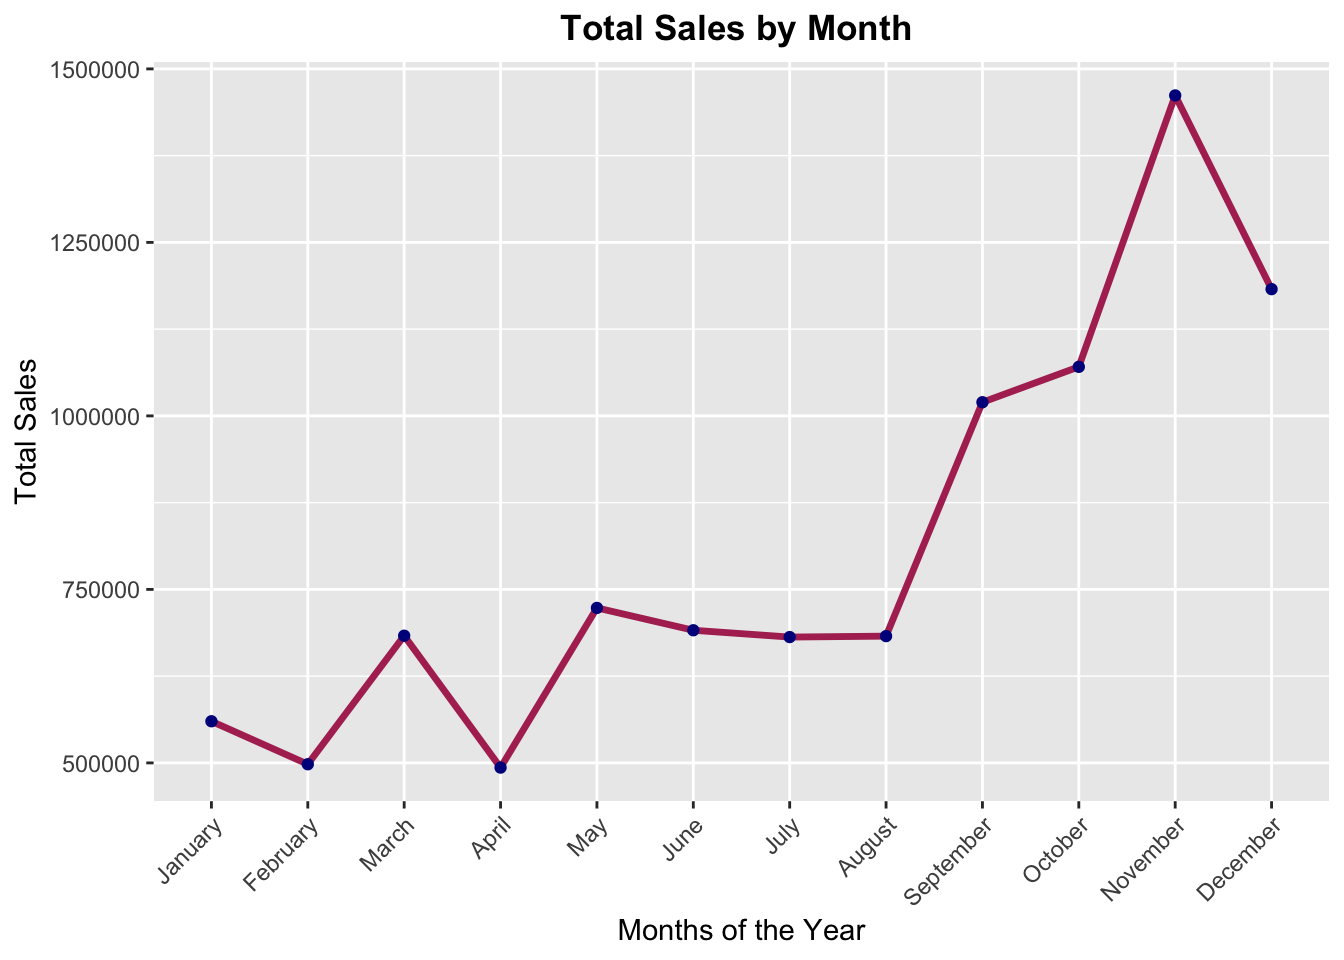 Total Sales by Month
Total Sales
1500000
1250000
1000000
750000
500000
January
February
March
April
May
June
July
August
September
October
November
December
Months of the Year